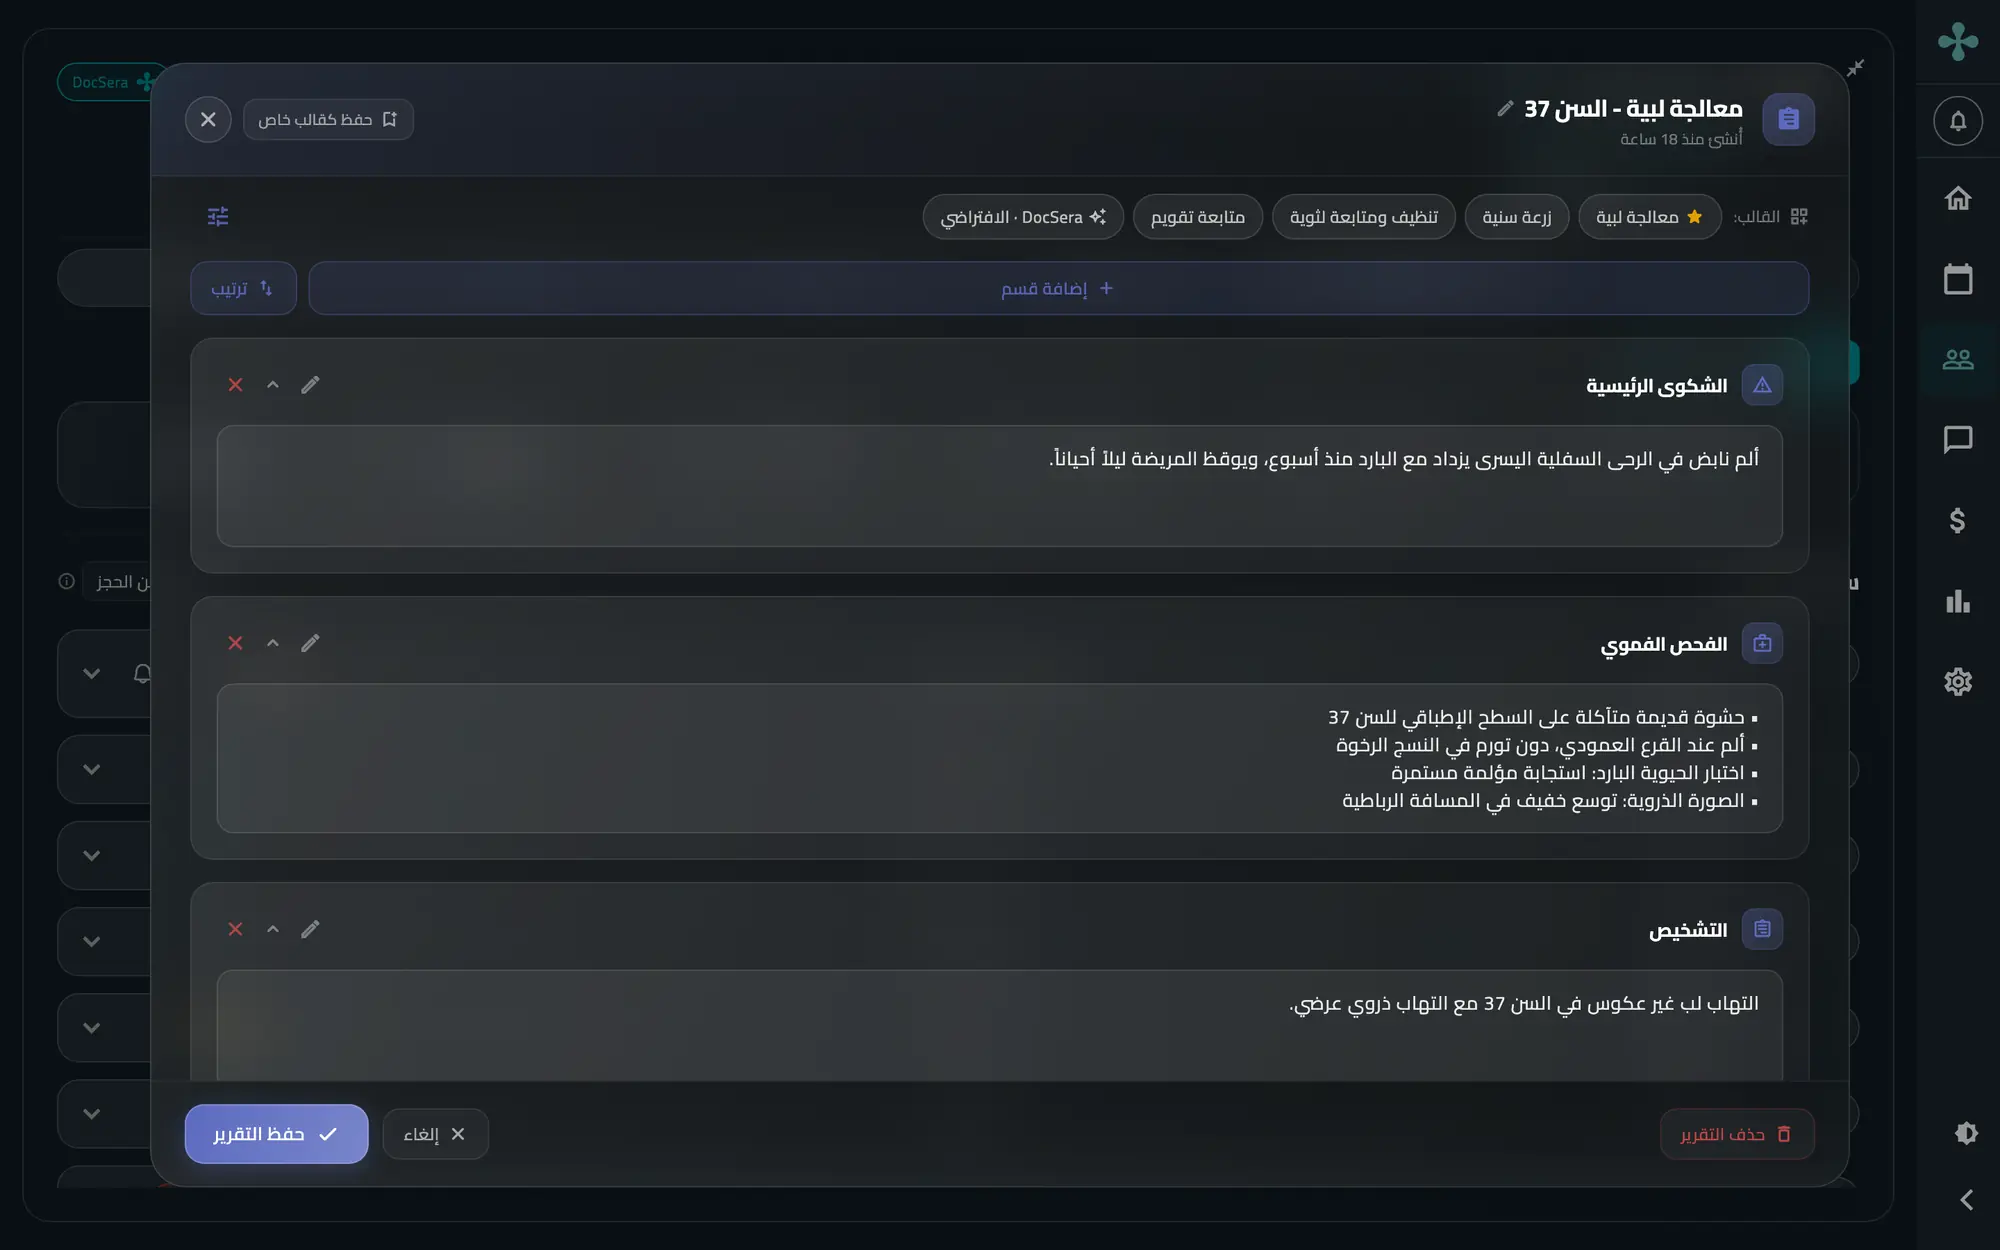 DocSera
معالجة لبية - السن 37
أنشئ منذ 18 ساعة
حفظ كقالب خاص
القالب:
معالجة لبية
زرعة سنية
تنظيف ومتابعة لثوية
متابعة تقويم
DocSera · الافتراضي
إضافة قسم
ترتيب
الشكوى الرئيسية
ألم نابض في الرحى السفلية اليسرى يزداد مع البارد منذ أسبوع، ويوقظ المريضة ليلاً أحياناً.
الفحص الفموي
▪ حشوة قديمة متآكلة على السطح الإطباقي للسن 37
▪ ألم عند القرع العمودي، دون تورم في النسج الرخوة
▪ اختبار الحيوية البارد: استجابة مؤلمة مستمرة
▪ الصورة الذروية: توسع خفيف في المسافة الرباطية
التشخيص
التهاب لب غير عكوس في السن 37 مع التهاب ذروي عرضي.
حذف التقرير
إلغاء
حفظ التقرير
الحجز